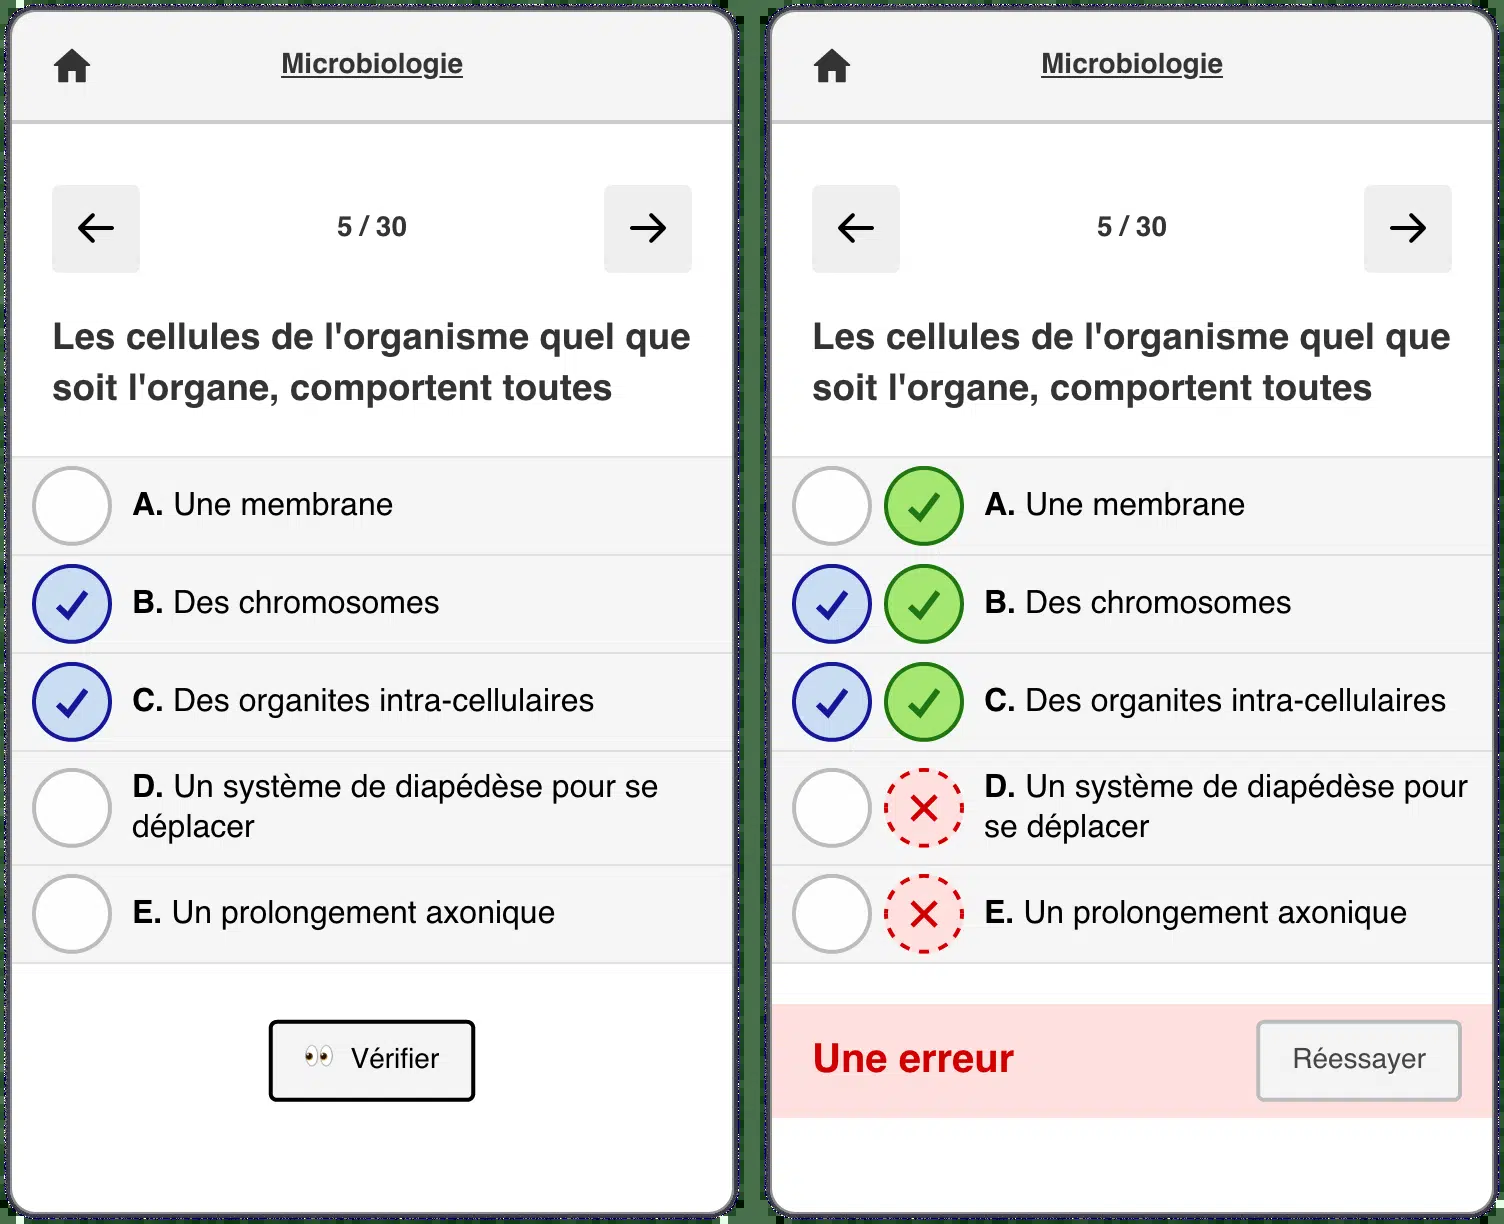 Microbiologie
5 / 30
Les cellules de l'organisme quel que
soit l'organe, comportent toutes
A. Une membrane
B. Des chromosomes
C. Des organites intra-cellulaires
D. Un système de diapédèse pour se
déplacer
E. Un prolongement axonique
Vérifier
Microbiologie
5 / 30
Les cellules de l'organisme quel que
soit l'organe, comportent toutes
A. Une membrane
B. Des chromosomes
C. Des organites intra-cellulaires
D. Un système de diapédèse pour
se déplacer
E. Un prolongement axonique
Une erreur
Réessayer